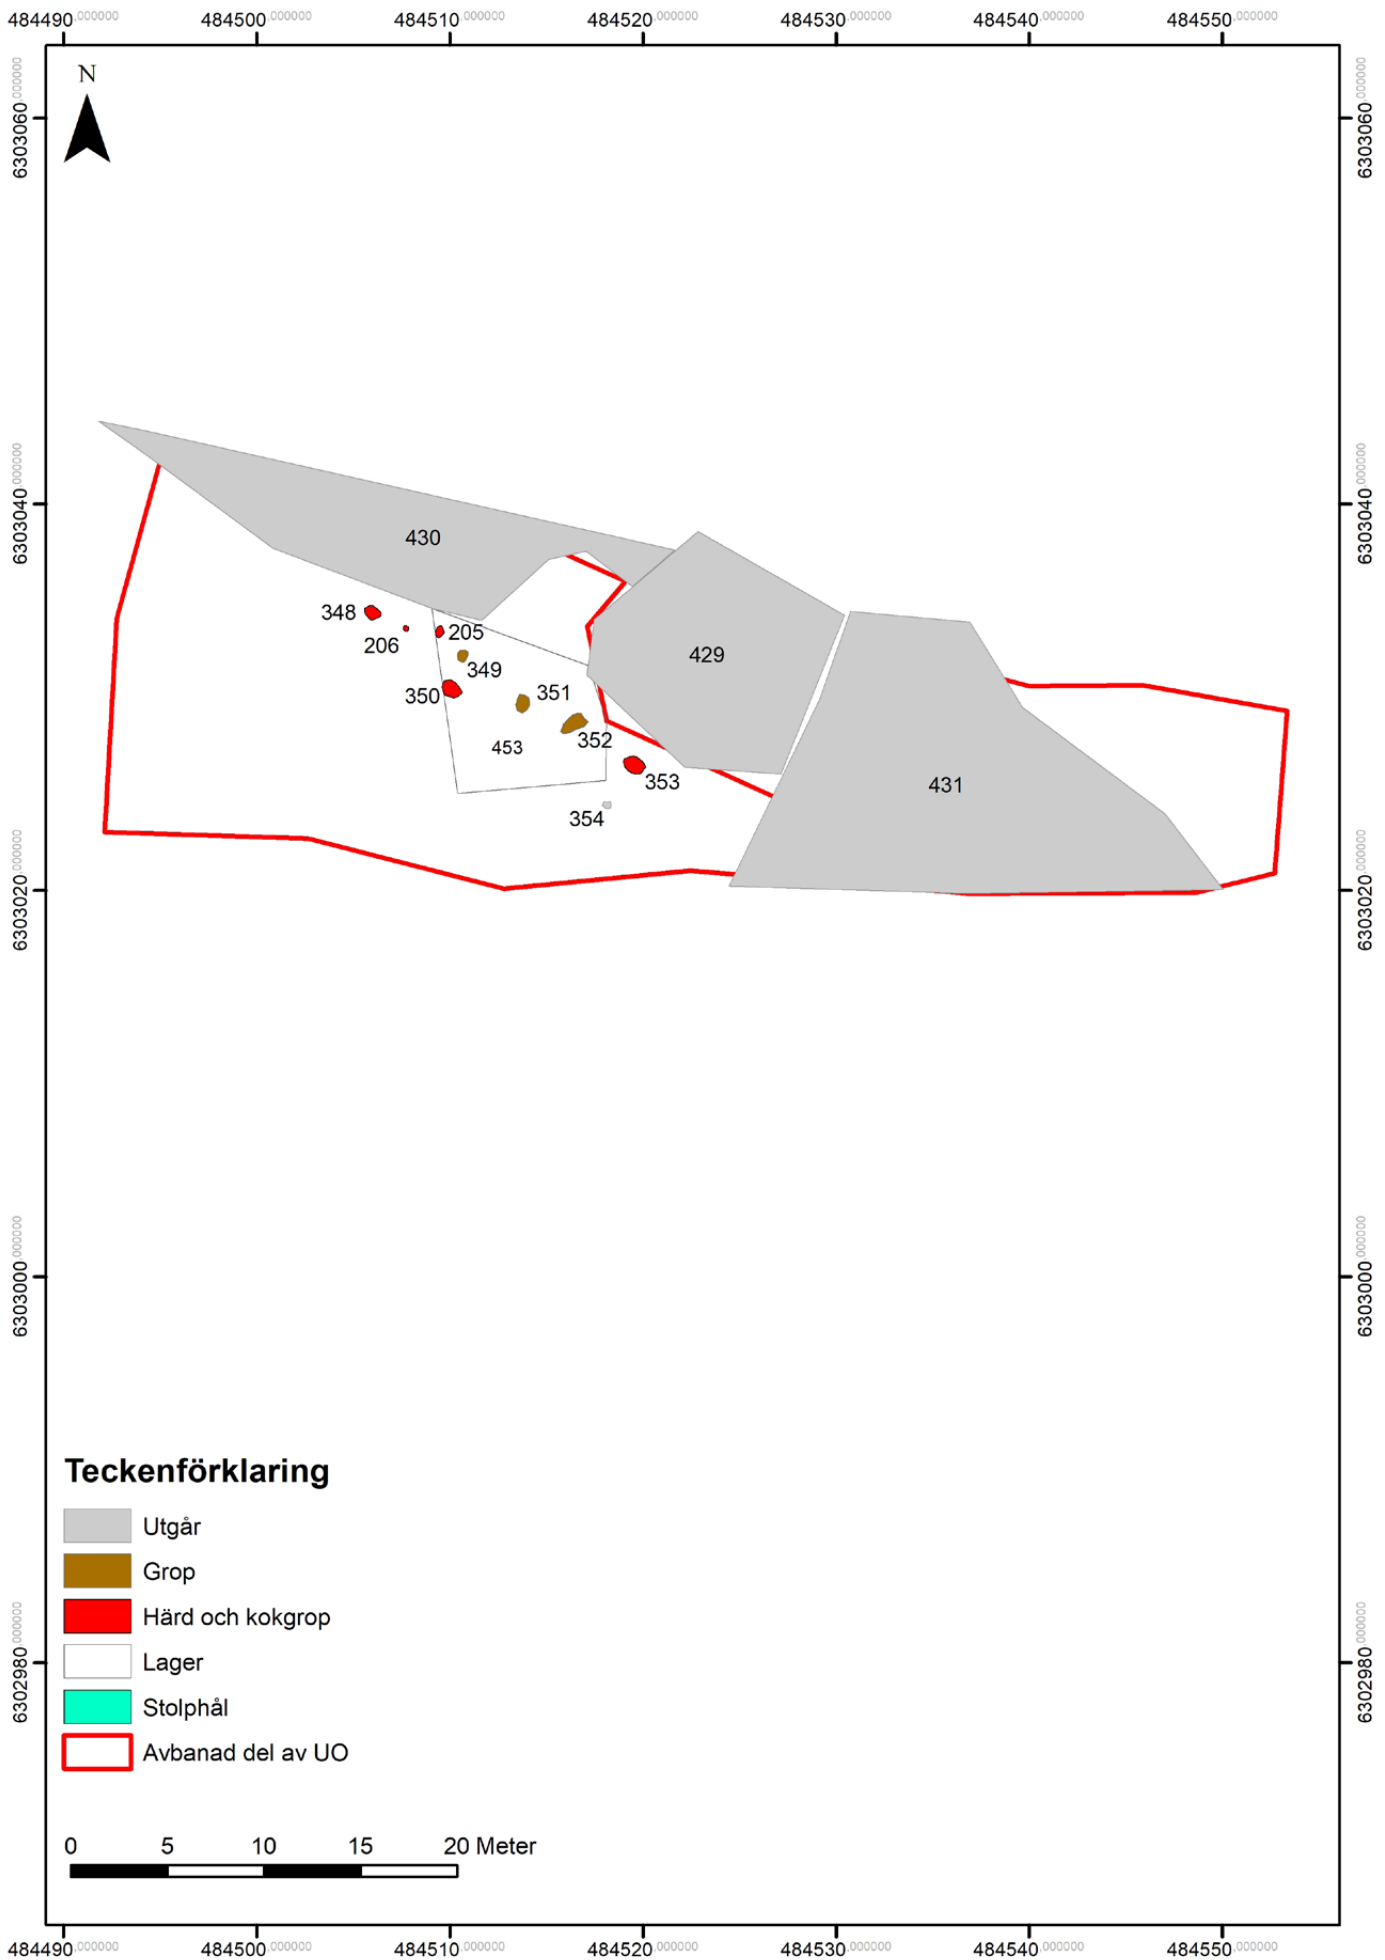 484490,000000 484500,000000 484510,000000 484520,000000 484530,000000 484540,000000 484550,000000
N
6303060,000000 6303060,000000
6303040,000000 6303040,000000
430
348
206
205
349
350
351
352
453
353
354
429
431
6303020,000000 6303020,000000
6303000,000000 6303000,000000
Teckenförklaring
Utgår
Grop
Härd och kokgrop
Lager
Stolphål
Avbanad del av UO
6302980,000000 6302980,000000
0 5 10 15 20 Meter
484490,000000 484500,000000 484510,000000 484520,000000 484530,000000 484540,000000 484550,000000